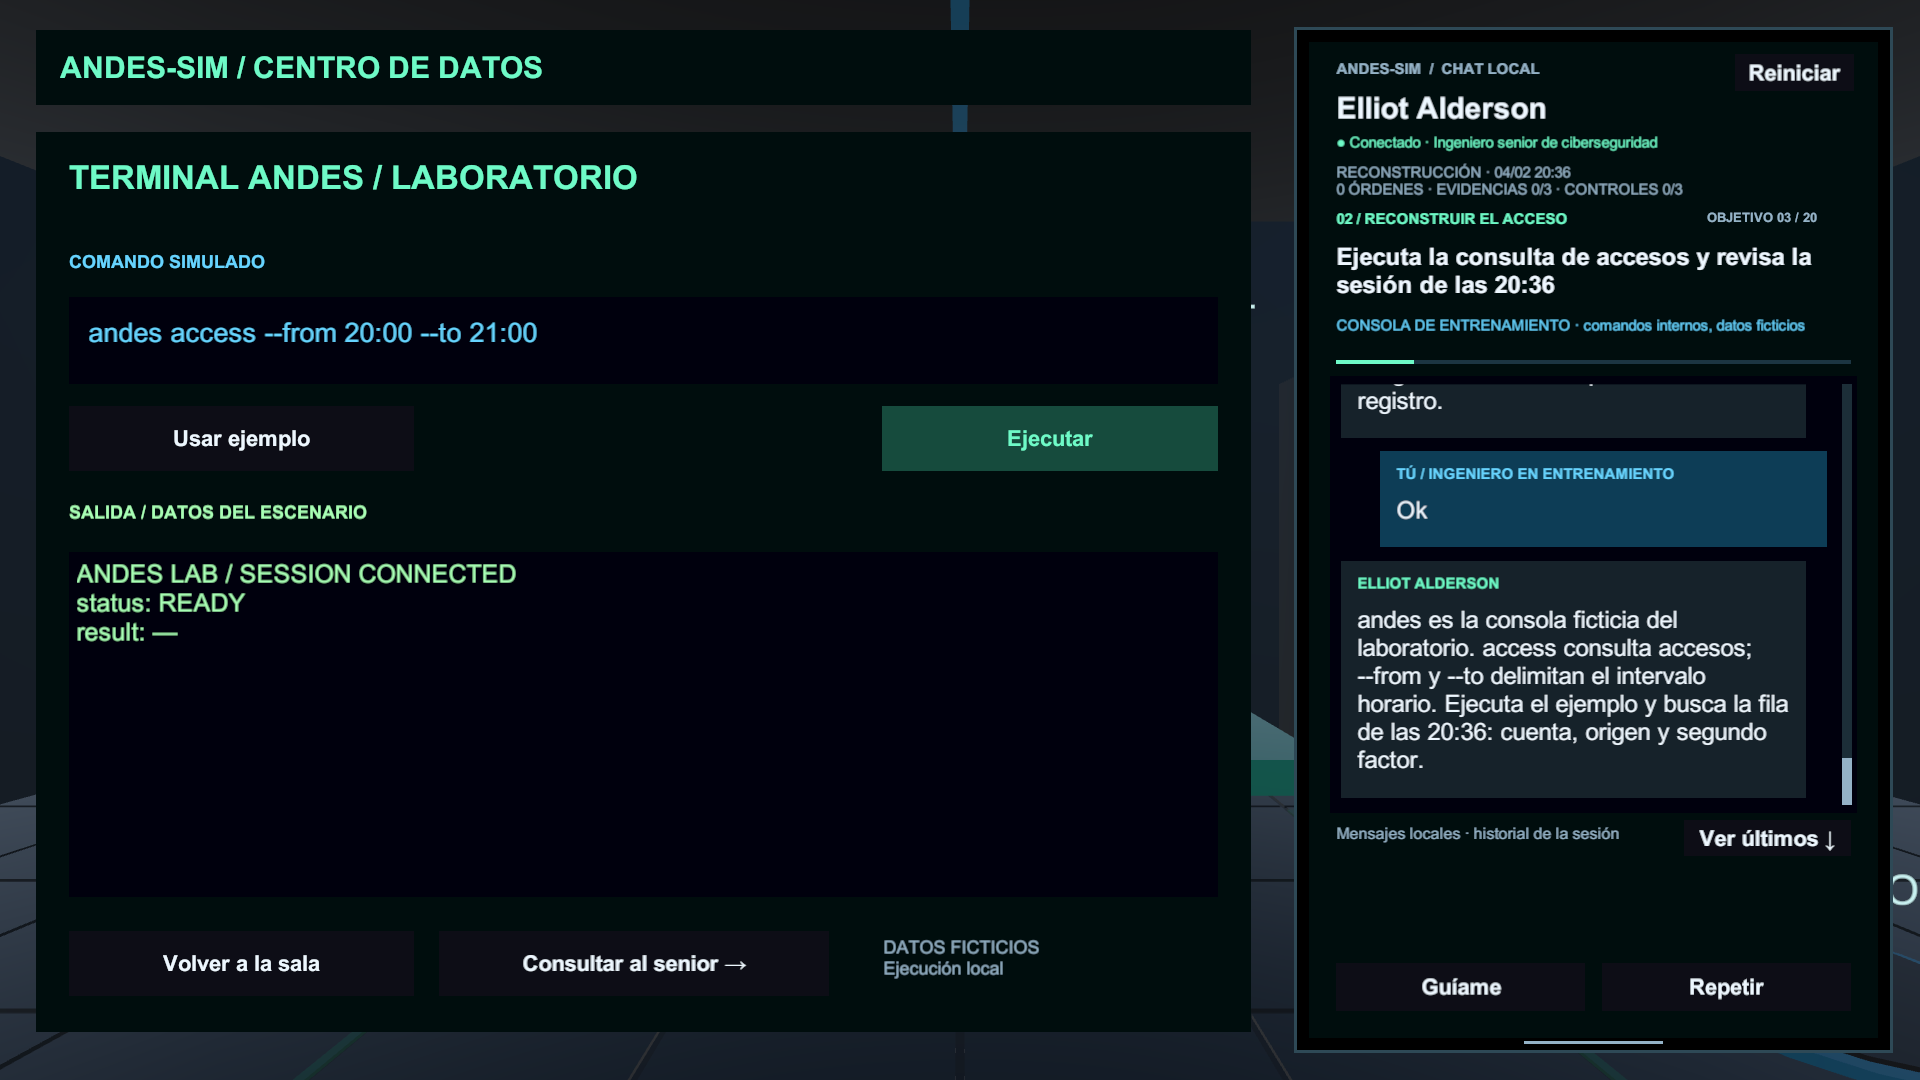 ANDES-SIM / CENTRO DE DATOS
TERMINAL ANDES / LABORATORIO
COMANDO SIMULADO
andes access --from 20:00 --to 21:00
Usar ejemplo
Ejecutar
SALIDA / DATOS DEL ESCENARIO
ANDES LAB / SESSION CONNECTED
status: READY
result: —
Volver a la sala
Consultar al senior →
DATOS FICTICIOS
Ejecución local
ANDES-SIM / CHAT LOCAL
Reiniciar
Elliot Alderson
● Conectado · Ingeniero senior de ciberseguridad
RECONSTRUCCIÓN · 04/02 20:36
0 ÓRDENES · EVIDENCIAS 0/3 · CONTROLES 0/3
02 / RECONSTRUIR EL ACCESO
OBJETIVO 03 / 20
Ejecuta la consulta de accesos y revisa la
sesión de las 20:36
CONSOLA DE ENTRENAMIENTO · comandos internos, datos ficticios
registro.
TÚ / INGENIERO EN ENTRENAMIENTO
Ok
ELLIOT ALDERSON
andes es la consola ficticia del
laboratorio. access consulta accesos;
--from y --to delimitan el intervalo
horario. Ejecuta el ejemplo y busca la fila
de las 20:36: cuenta, origen y segundo
factor.
Mensajes locales · historial de la sesión
Ver últimos ↓
Guíame
Repetir